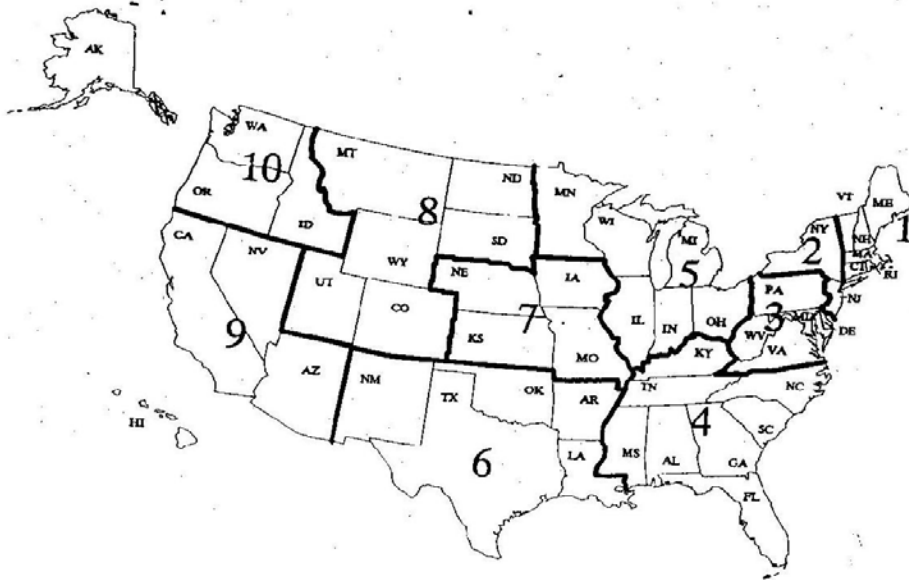 AK
WA
MT
ND
MN
VT
ME
10
OR
ID
8
WI
MI
NY
NH
1
MA
2
CT
RI
CA
NV
WY
SD
5
UT
NE
IA
PA
NJ
CO
7
IL
IN
OH
3
MD
DE
9
KS
MO
KY
WV
VA
AZ
NM
TX
OK
AR
TN
NC
4
SC
HI
6
LA
MS
AL
GA
FL